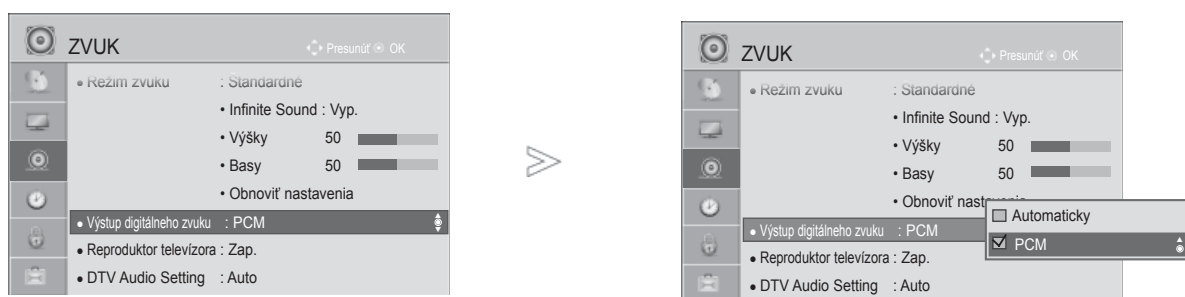 ZVUK
Presunúť OK
• Režim zvuku : Štandardné
• Infinite Sound : Vyp.
• Výšky 50
• Basy 50
• Obnoviť nastavenia
• Výstup digitálneho zvuku : PCM
• Reproduktor televízora : Zap.
• DTV Audio Setting : Auto
ZVUK
Presunúť OK
• Režim zvuku : Štandardné
• Infinite Sound : Vyp.
• Výšky 50
• Basy 50
• Obnoviť nastavenia
• Výstup digitálneho zvuku : PCM
• Reproduktor televízora : Zap.
• DTV Audio Setting : Auto
Automaticky
PCM